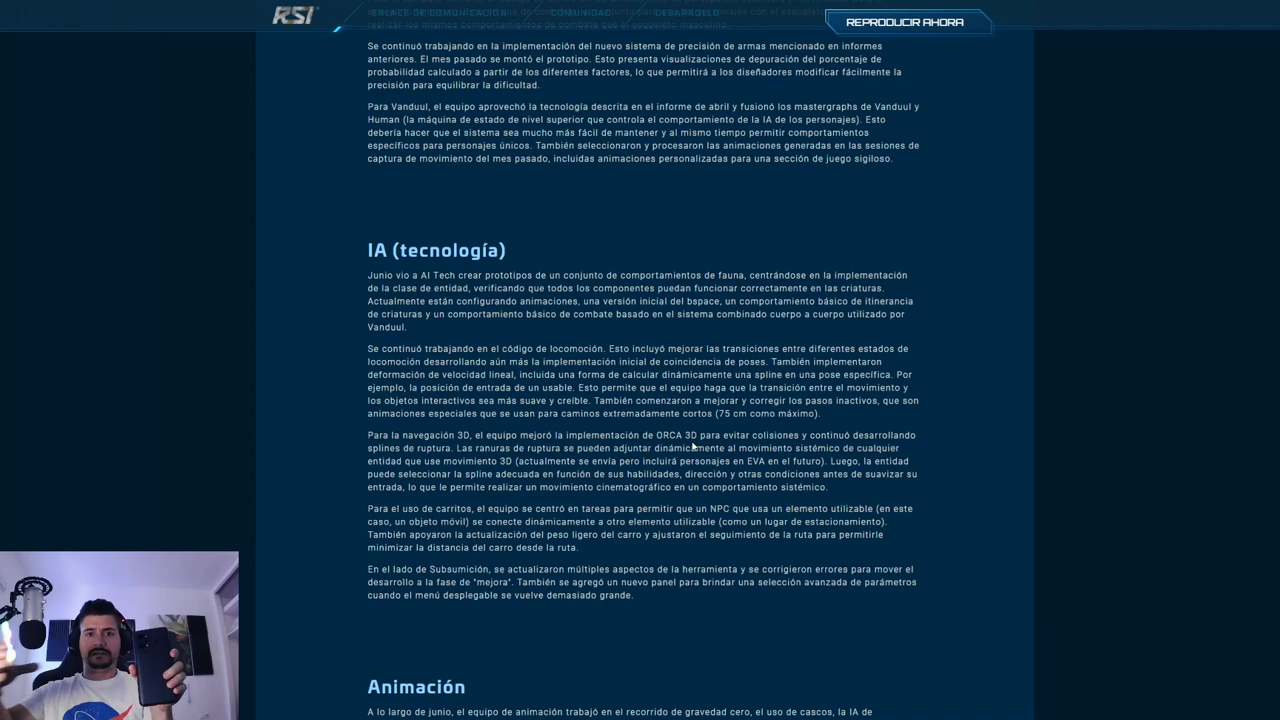 RSI
ENLACE DE COMUNICACIÓN
COMUNIDAD
DESARROLLO
REPRODUCIR AHORA
realizar los mismos comportamientos de combate que el esqueleto masculino.
Se continuó trabajando en la implementación del nuevo sistema de precisión de armas mencionado en informes
anteriores. El mes pasado se montó el prototipo. Esto presenta visualizaciones de depuración del porcentaje de
probabilidad calculado a partir de los diferentes factores, lo que permitirá a los diseñadores modificar fácilmente la
precisión para equilibrar la dificultad.
Para Vanduul, el equipo aprovechó la tecnología descrita en el informe de abril y fusionó los mastergraphs de Vanduul y
Human (la máquina de estado de nivel superior que controla el comportamiento de la IA de los personajes). Esto
debería hacer que el sistema sea mucho más fácil de mantener y al mismo tiempo permitir comportamientos
específicos para personajes únicos. También seleccionaron y procesaron las animaciones generadas en las sesiones de
captura de movimiento del mes pasado, incluidas animaciones personalizadas para una sección de juego sigiloso.
IA (tecnología)
Junio vio a AI Tech crear prototipos de un conjunto de comportamientos de fauna, centrándose en la implementación
de la clase de entidad, verificando que todos los componentes puedan funcionar correctamente en las criaturas.
Actualmente están configurando animaciones, una versión inicial del bspace, un comportamiento básico de itinerancia
de criaturas y un comportamiento básico de combate basado en el sistema combinado cuerpo a cuerpo utilizado por
Vanduul.
Se continuó trabajando en el código de locomoción. Esto incluyó mejorar las transiciones entre diferentes estados de
locomoción desarrollando aún más la implementación inicial de coincidencia de poses. También implementaron
deformación de velocidad lineal, incluida una forma de calcular dinámicamente una spline en una pose específica. Por
ejemplo, la posición de entrada de un usable. Esto permite que el equipo haga que la transición entre el movimiento y
los objetos interactivos sea más suave y creíble. También comenzaron a mejorar y corregir los pasos inactivos, que son
animaciones especiales que se usan para caminos extremadamente cortos (75 cm como máximo).
Para la navegación 3D, el equipo mejoró la implementación de ORCA 3D para evitar colisiones y continuó desarrollando
splines de ruptura. Las ranuras de ruptura se pueden adjuntar dinámicamente al movimiento sistémico de cualquier
entidad que use movimiento 3D (actualmente se envía pero incluirá personajes en EVA en el futuro). Luego, la entidad
puede seleccionar la spline adecuada en función de sus habilidades, dirección y otras condiciones antes de suavizar su
entrada, lo que le permite realizar un movimiento cinematográfico en un comportamiento sistémico.
Para el uso de carritos, el equipo se centró en tareas para permitir que un NPC que usa un elemento utilizable (en este
caso, un objeto móvil) se conecte dinámicamente a otro elemento utilizable (como un lugar de estacionamiento).
También apoyaron la actualización del peso ligero del carro y ajustaron el seguimiento de la ruta para permitirle
minimizar la distancia del carro desde la ruta.
En el lado de Subsumición, se actualizaron múltiples aspectos de la herramienta y se corrigieron errores para mover el
desarrollo a la fase de "mejora". También se agregó un nuevo panel para brindar una selección avanzada de parámetros
cuando el menú desplegable se vuelve demasiado grande.
Animación
A lo largo de junio, el equipo de animación trabajó en el recorrido de gravedad cero, el uso de cascos, la IA de